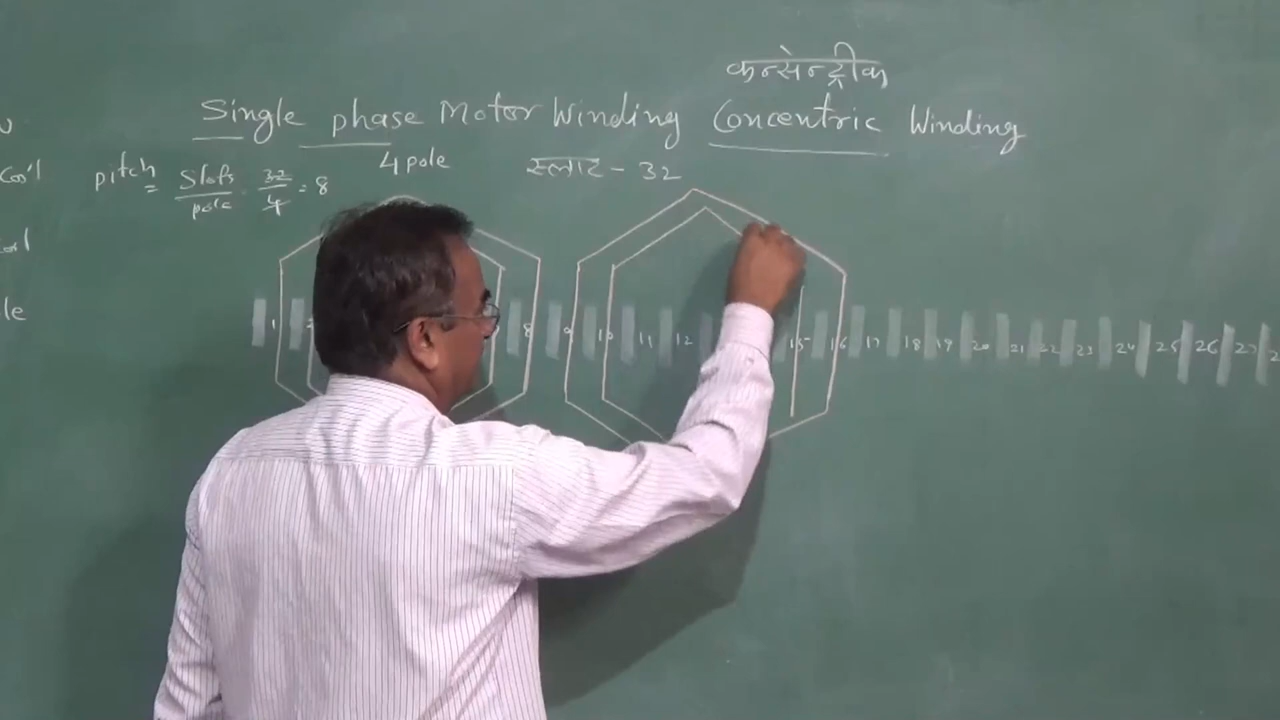 कन्सेन्ट्रीक
Single phase Motor Winding Concentric Winding
4 pole स्लाट - 32
pitch = Slots / pole = 32 / 4 = 8
1 8 9 10 11 12 15 16 17 18 19 20 21 22 23 24 25 26 27